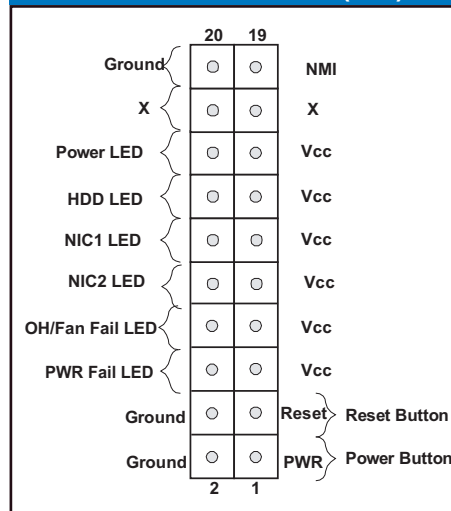 20 19
Ground NMI
X X
Power LED Vcc
HDD LED Vcc
NIC1 LED Vcc
NIC2 LED Vcc
OH/Fan Fail LED Vcc
PWR Fail LED Vcc
Ground Reset Reset Button
Ground PWR Power Button
2 1